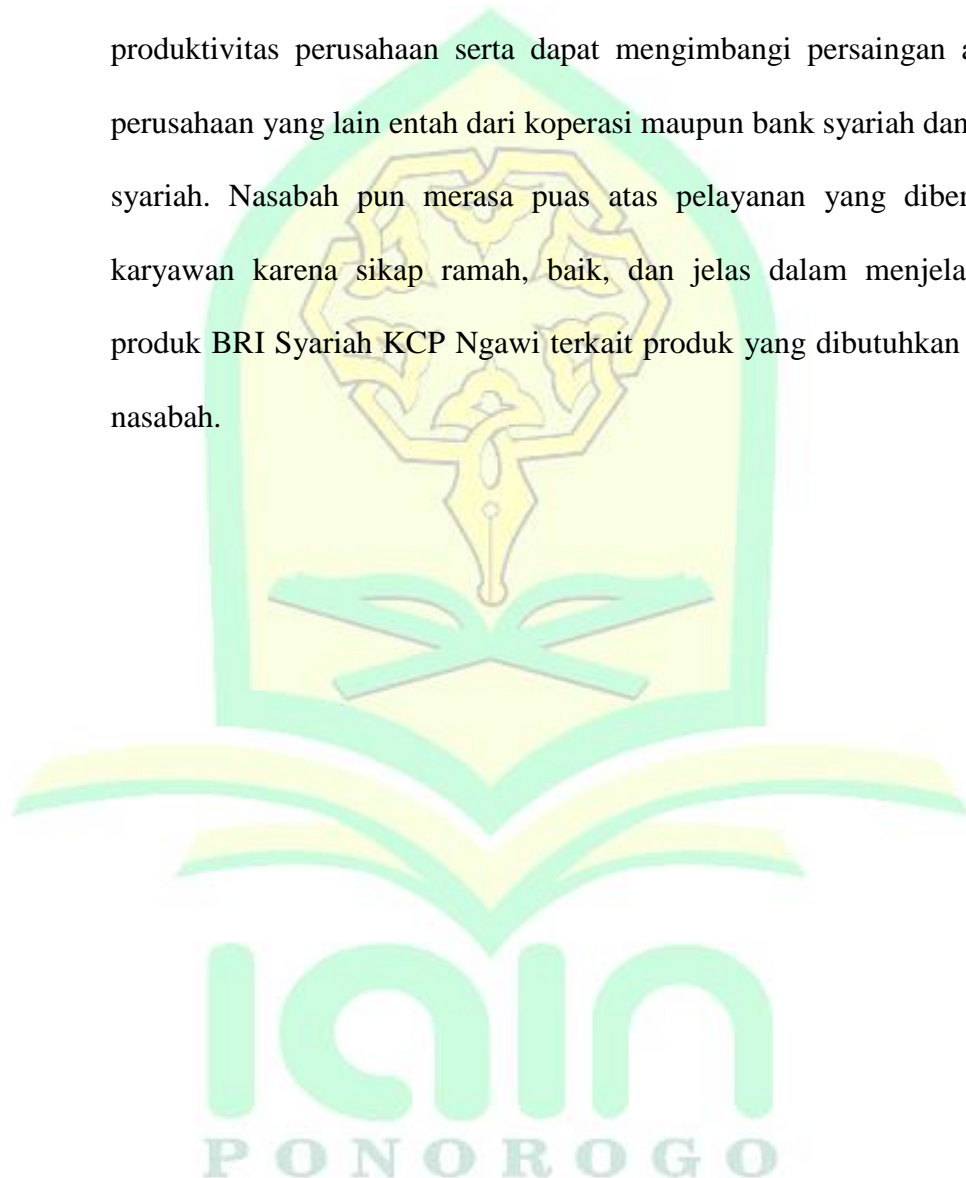 produktivitas perusahaan serta dapat mengimbangi persaingan
perusahaan yang lain entah dari koperasi maupun bank syariah dan
syariah. Nasabah pun merasa puas atas pelayanan yang
karyawan karena sikap ramah, baik, dan jelas dalam
produk BRI Syariah KCP Ngawi terkait produk yang dibutuhkan
nasabah.
iain
PONOROGO